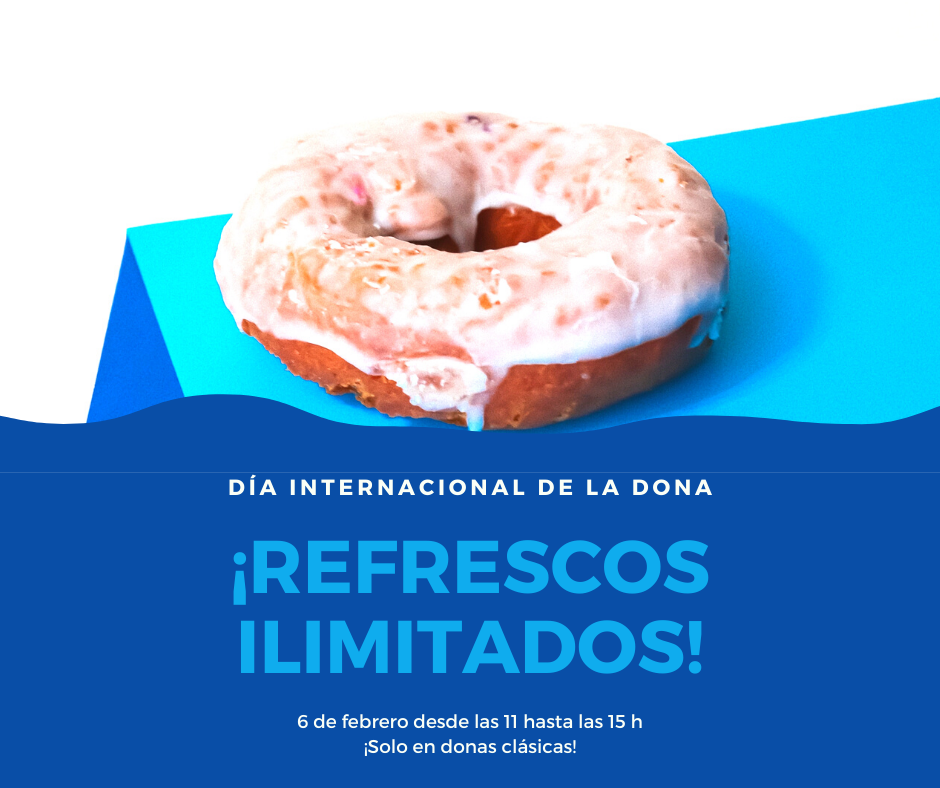 DÍA INTERNACIONAL DE LA DONA
¡REFRESCOS
ILIMITADOS!
6 de febrero desde las 11 hasta las 15 h
¡Solo en donas clásicas!